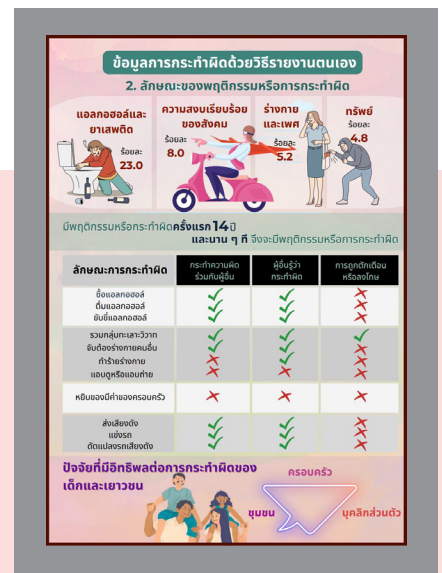 ข้อมูลการกระทำผิดด้วยวิธีรายงานตนเอง
2. ลักษณะของพฤติกรรมหรือการกระทำผิด
แอลกอฮอล์และ
ยาเสพติด
ร้อยละ
23.0
ความสงบเรียบร้อย
ของสังคม
ร้อยละ
8.0
ร่างกาย
และเพศ
ร้อยละ
5.2
ทรัพย์
ร้อยละ
4.8
มีพฤติกรรมหรือกระทำผิดครั้งแรก 14 ปี
และนาน ๆ ที จึงจะมีพฤติกรรมหรือการกระทำผิด
ลักษณะการกระทำผิด
กระทำความผิด
ร่วมกับผู้อื่น
ผู้อื่นรู้ว่า
กระทำผิด
การถูกตักเตือน
หรือลงโทษ
ซื้อแอลกอฮอล์
ดื่มแอลกอฮอล์
ขับขี่แอลกอฮอล์
รวมกลุ่มทะเลาะวิวาท
จับต้องร่างกายคนอื่น
ทำร้ายร่างกาย
แอบดูหรือแอบถ่าย
หยิบของมีค่าของครอบครัว
ส่งเสียงดัง
แข่งรถ
ดัดแปลงรถเสียงดัง
ปัจจัยที่มีอิทธิพลต่อการกระทำผิดของ
เด็กและเยาวชน
ครอบครัว
ชุมชน
บุคลิกส่วนตัว